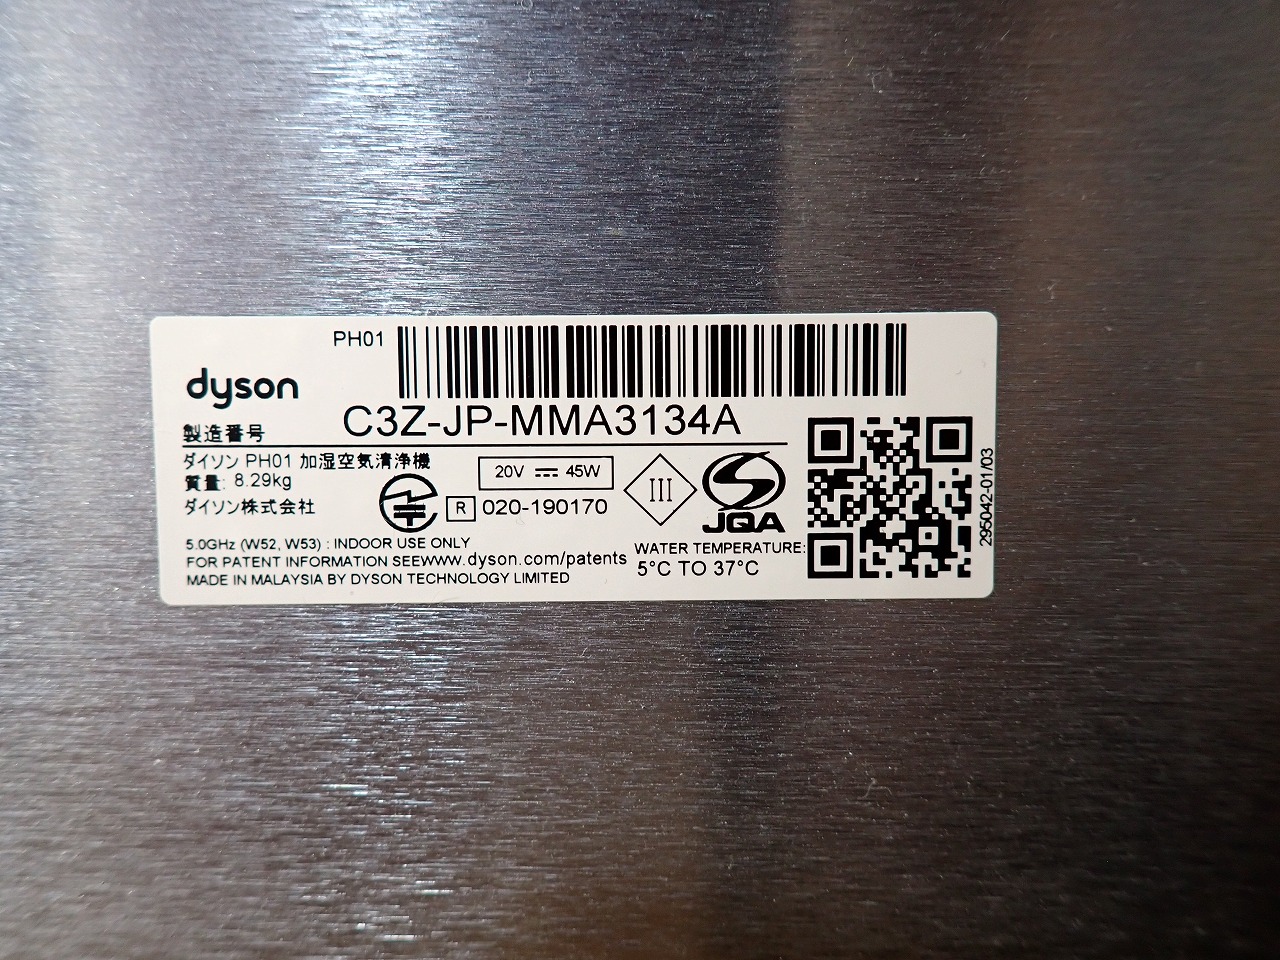 PH01
dyson
製造番号 C3Z-JP-MMA3134A
ダイソン PH01 加湿空気清浄機
質量: 8.29kg
ダイソン株式会社
20V ⎓ 45W
R 020-190170
III
JQA
5.0GHz (W52, W53) : INDOOR USE ONLY
FOR PATENT INFORMATION SEEwww.dyson.com/patents
MADE IN MALAYSIA BY DYSON TECHNOLOGY LIMITED
WATER TEMPERATURE:
5°C TO 37°C
295042-01/03